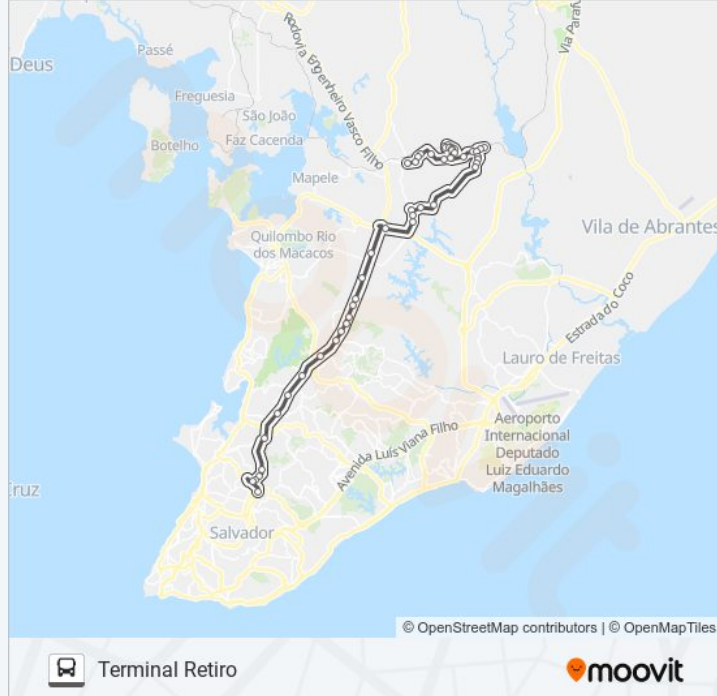 Passé
Deus
Rodovia Engenheiro Vasco Filho
Via Paraf
Freguesia
São João
Botelho
Faz Cacenda
Mapele
Quilombo Rio
dos Macacos
Vila de Abrantes
Estrada do Coco
Lauro de Freitas
Aeroporto
Internacional
Deputado
Luiz Eduardo
Magalhães
Avenida Luís Viana Filho
Cruz
Salvador
© OpenStreetMap contributors | © OpenMapTiles
Terminal Retiro
moovit